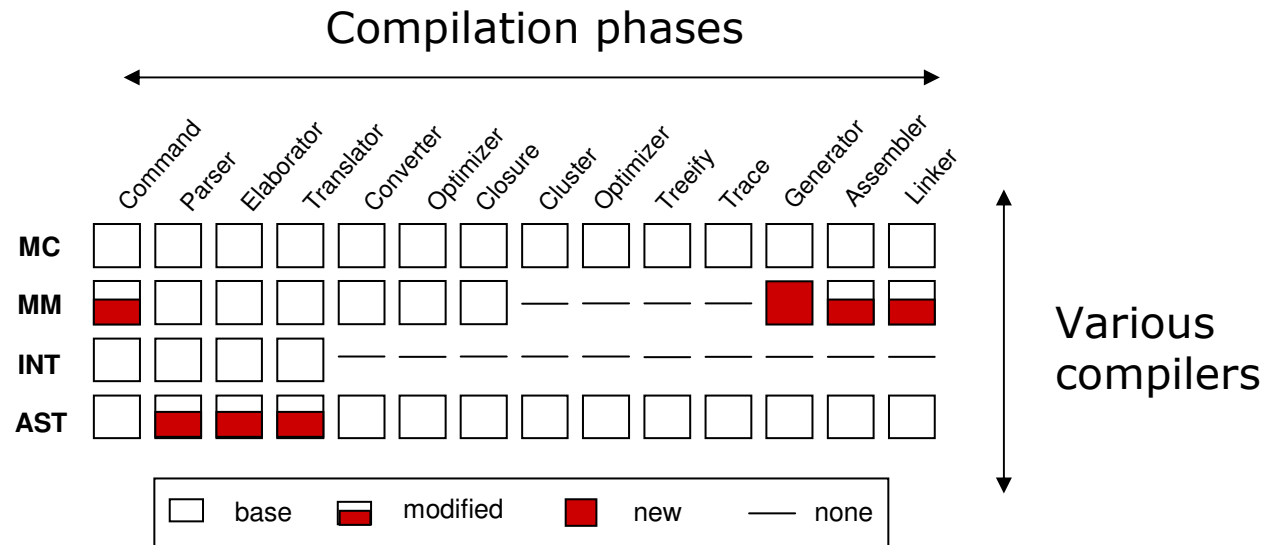 Compilation phases
Command Parser Elaborator Translator Converter Optimizer Closure Cluster Optimizer Treeify Trace Generator Assembler Linker
MC
MM
INT
AST
Various
compilers
base modified new none